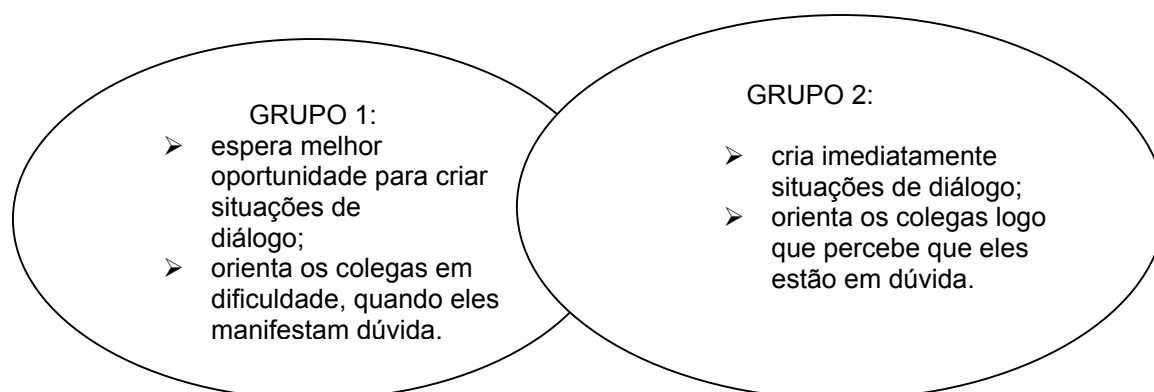 GRUPO 1:
➢ espera melhor
oportunidade para criar
situações de
diálogo;
➢ orienta os colegas em
dificuldade, quando eles
manifestam dúvida.
GRUPO 2:
➢ cria imediatamente
situações de diálogo;
➢ orienta os colegas logo
que percebe que eles
estão em dúvida.